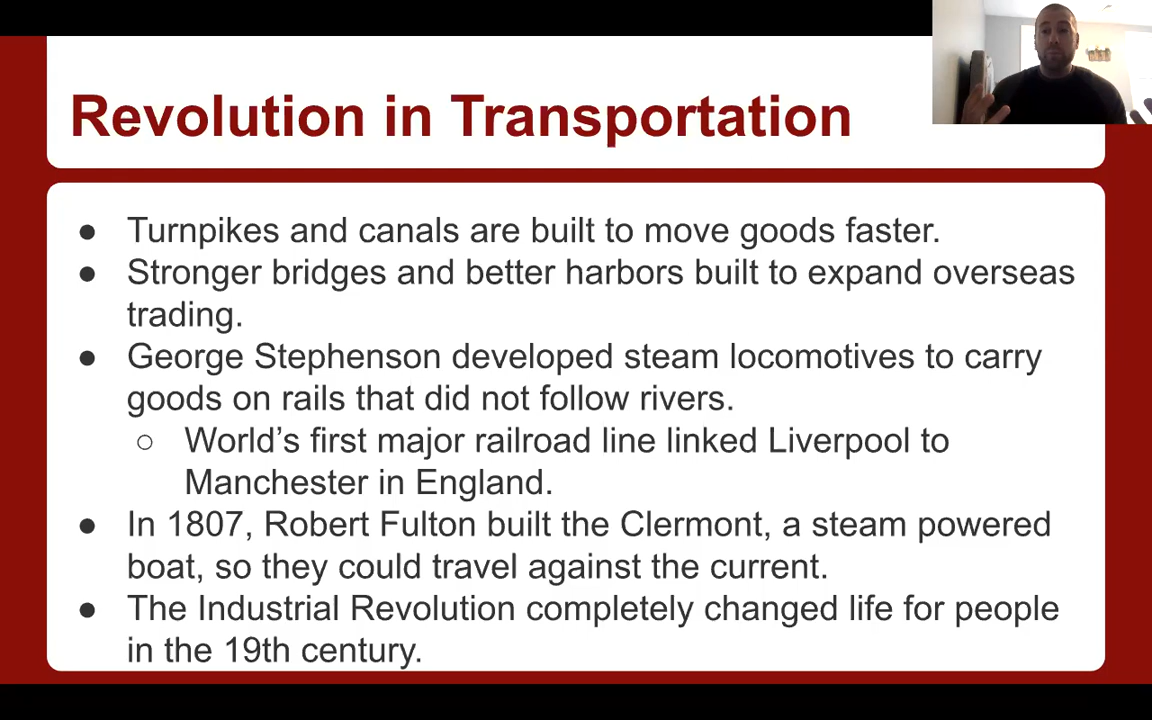 Revolution in Transportation
● Turnpikes and canals are built to move goods faster.
● Stronger bridges and better harbors built to expand overseas
trading.
● George Stephenson developed steam locomotives to carry
goods on rails that did not follow rivers.
○ World's first major railroad line linked Liverpool to
Manchester in England.
● In 1807, Robert Fulton built the Clermont, a steam powered
boat, so they could travel against the current.
● The Industrial Revolution completely changed life for people
in the 19th century.